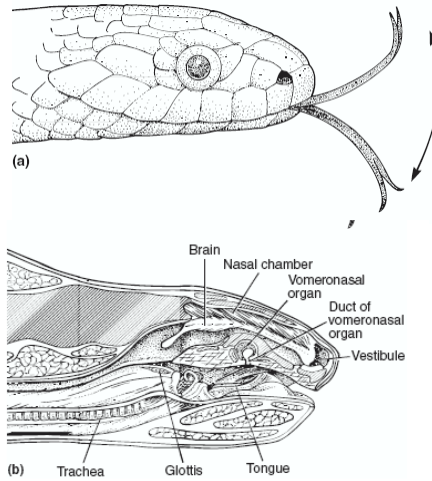 (a)
Brain
Nasal chamber
Vomeronasal
organ
Duct of
vomeronasal
organ
Vestibule
(b)
Trachea
Glottis
Tongue